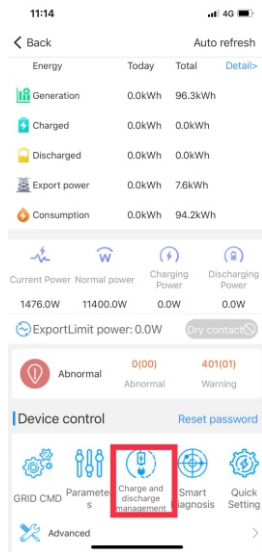 11:14
4G
Back Auto refresh
Energy Today Total Detail>
Generation 0.0kWh 96.3kWh
Charged 0.0kWh 0.0kWh
Discharged 0.0kWh 0.0kWh
Export power 0.0kWh 7.6kWh
Consumption 0.0kWh 94.2kWh
W
Current Power Normal power Charging Power Discharging Power
1476.0W 11400.0W 0.0W 0.0W
ExportLimit power: 0.0W Dry contact
Abnormal 0(00) 401(01)
Abnormal Warning
Device control Reset password
GRID CMD Parameters Charge and discharge management Smart Diagnosis Quick Setting
Advanced